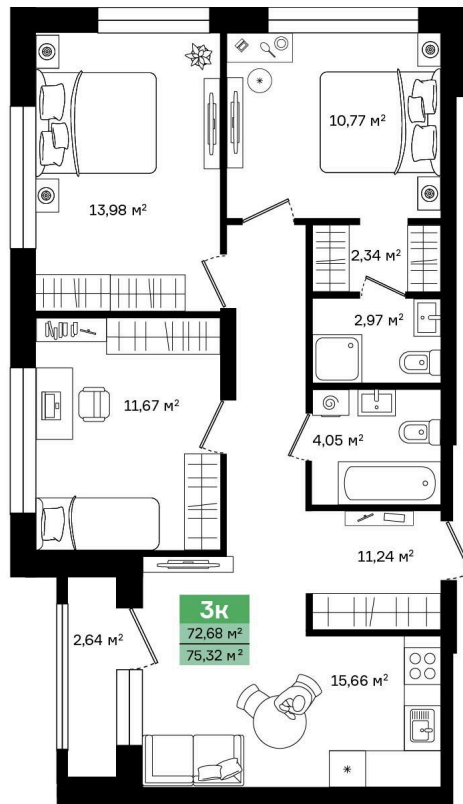 10,77 м²
13,98 м²
2,34 м²
2,97 м²
11,67 м²
4,05 м²
11,24 м²
3к
72,68 м²
75,32 м²
2,64 м²
15,66 м²